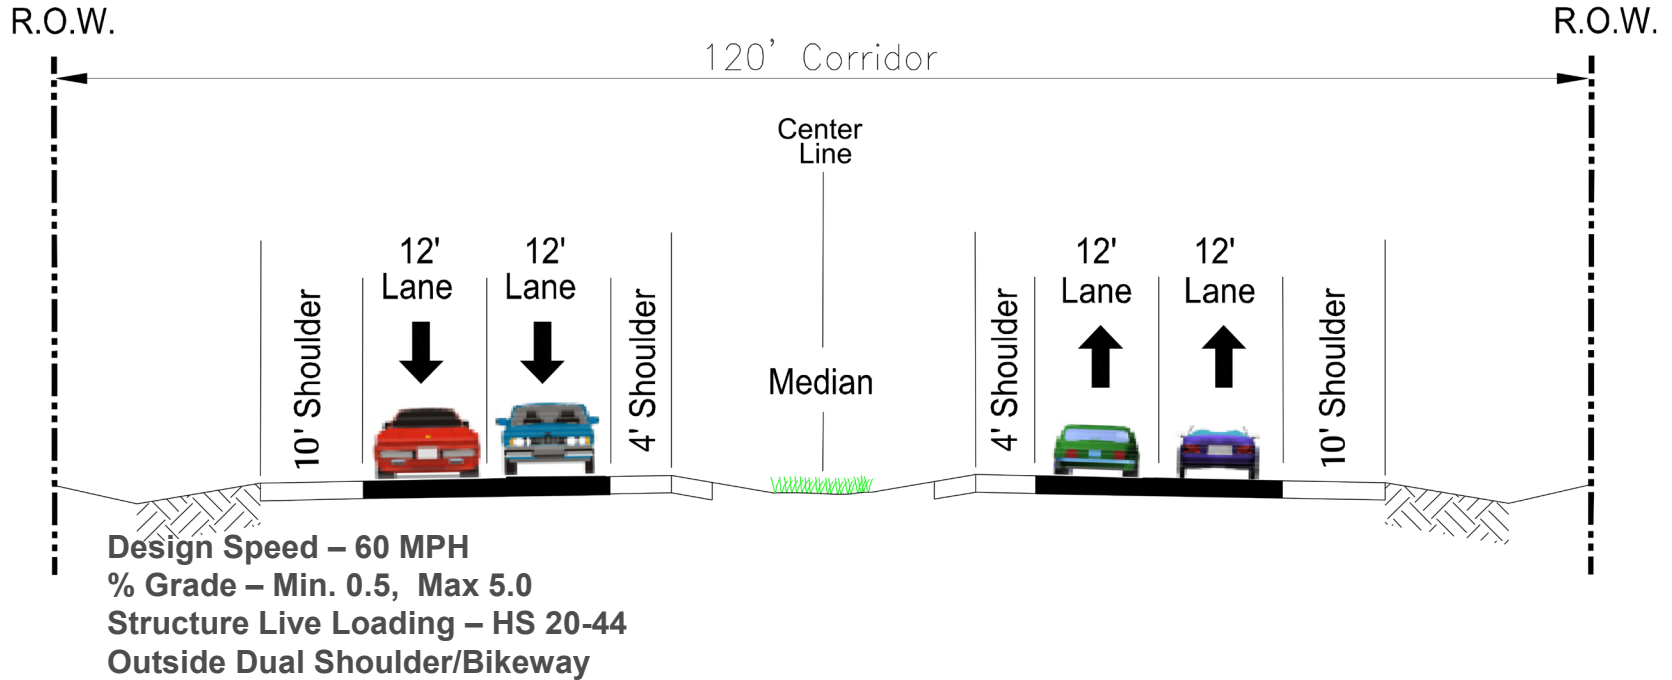 R.O.W.
R.O.W.
120' Corridor
Center
Line
12'
Lane
12'
Lane
12'
Lane
12'
Lane
10' Shoulder
4' Shoulder
Median
4' Shoulder
10' Shoulder
Design Speed – 60 MPH
% Grade – Min. 0.5, Max 5.0
Structure Live Loading – HS 20-44
Outside Dual Shoulder/Bikeway